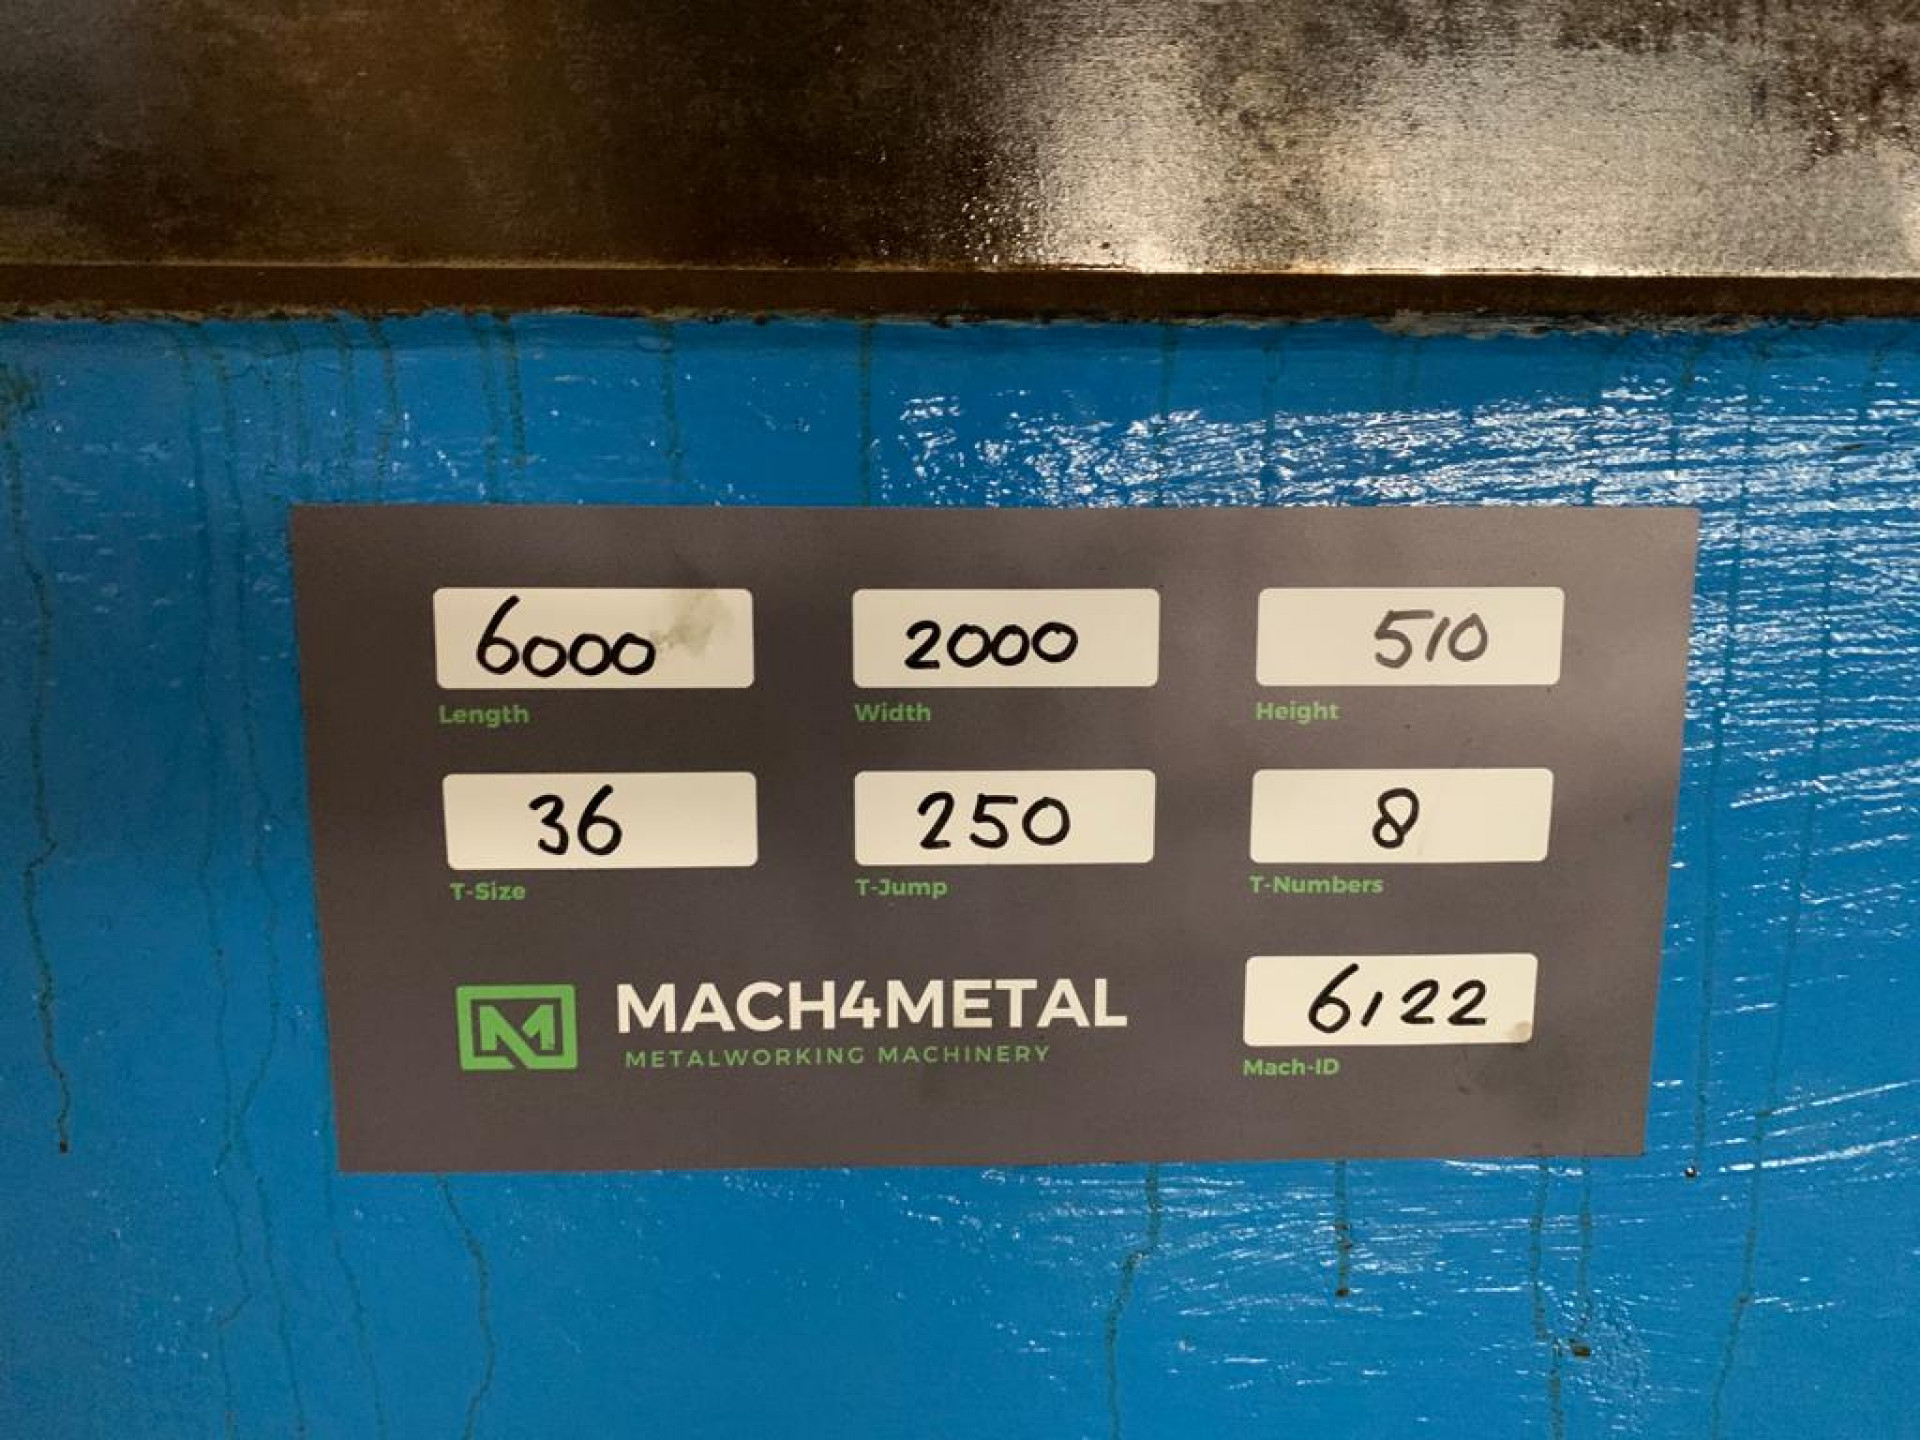 6000 2000 510
Length Width Height
36 250 8
T-Size T-Jump T-Numbers
MACH4METAL 6122
METALWORKING MACHINERY Mach-ID